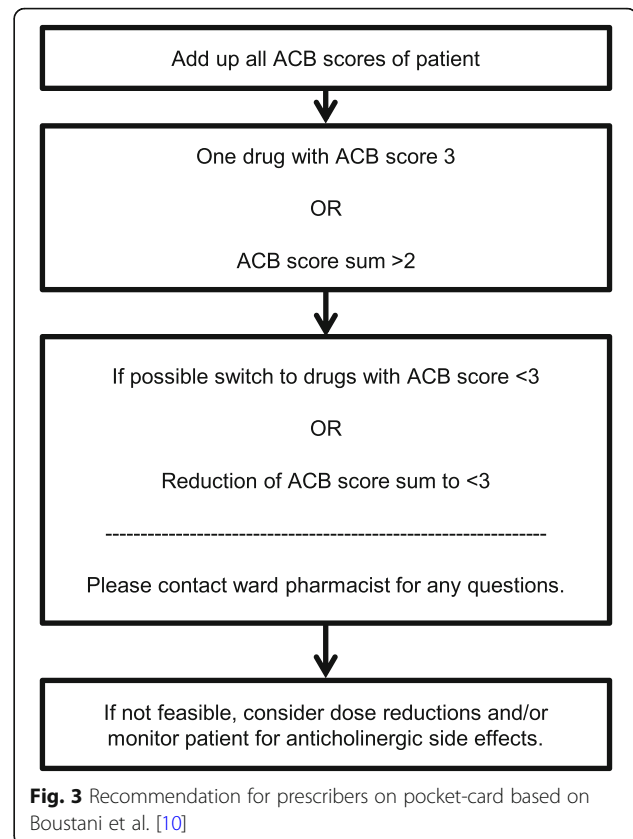 Add up all ACB scores of patient
One drug with ACB score 3
OR
ACB score sum >2
If possible switch to drugs with ACB score <3
OR
Reduction of ACB score sum to <3
---------------------------------------------------------------
Please contact ward pharmacist for any questions.
If not feasible, consider dose reductions and/or
monitor patient for anticholinergic side effects.
Fig. 3 Recommendation for prescribers on pocket-card based on
Boustani et al. [10]